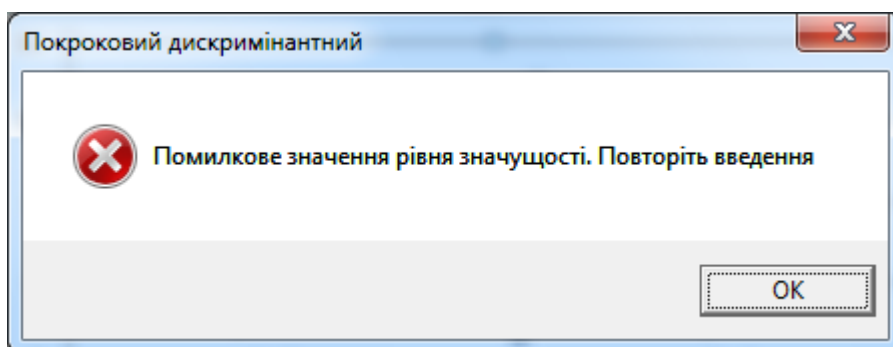 Покроковий дискримінантний
Помилкове значення рівня значущості. Повторіть введення
OK